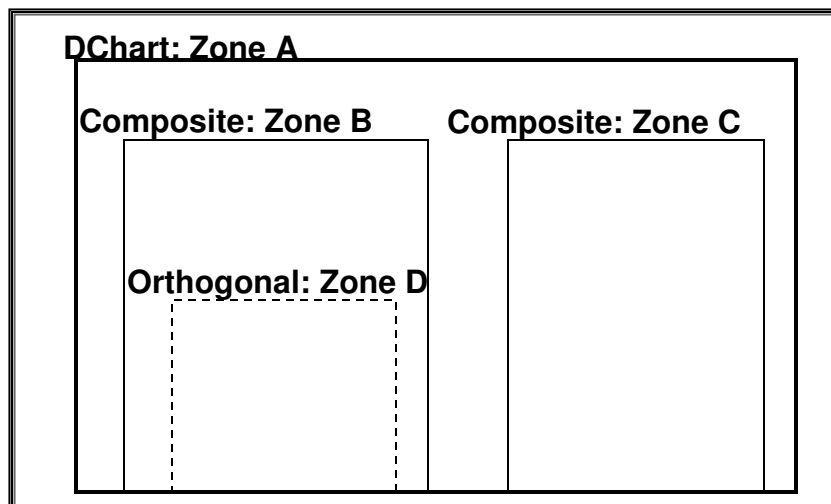 DChart: Zone A
Composite: Zone B
Composite: Zone C
Orthogonal: Zone D